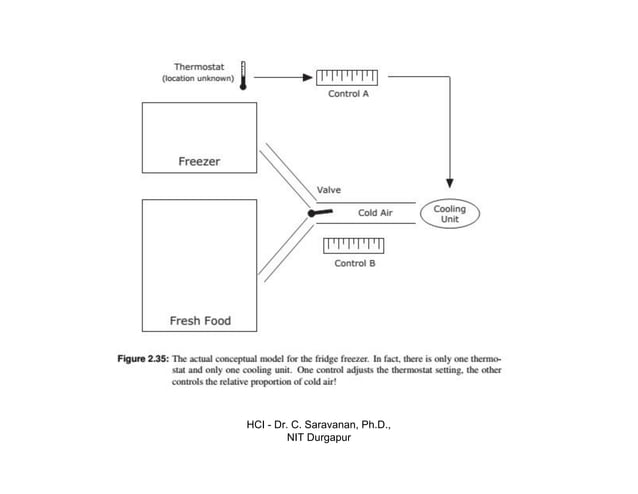 Thermostat
(location unknown)
Control A
Freezer
Valve
Cold Air
Cooling
Unit
Control B
Fresh Food
Figure 2.35: The actual conceptual model for the fridge freezer. In fact, there is only one thermo-
stat and only one cooling unit. One control adjusts the thermostat setting, the other
controls the relative proportion of cold air!
HCI - Dr. C. Saravanan, Ph.D.,
NIT Durgapur